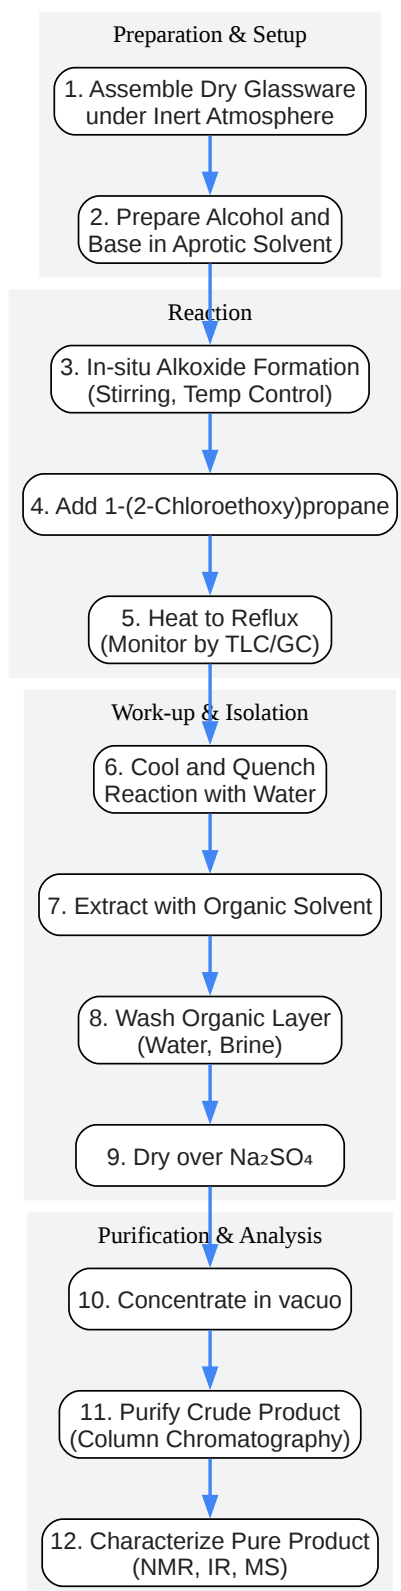 Preparation & Setup
1. Assemble Dry Glassware
under Inert Atmosphere
2. Prepare Alcohol and
Base in Aprotic Solvent
Reaction
3. In-situ Alkoxide Formation
(Stirring, Temp Control)
4. Add 1-(2-Chloroethoxy)propane
5. Heat to Reflux
(Monitor by TLC/GC)
Work-up & Isolation
6. Cool and Quench
Reaction with Water
7. Extract with Organic Solvent
8. Wash Organic Layer
(Water, Brine)
9. Dry over Na₂SO₄
Purification & Analysis
10. Concentrate in vacuo
11. Purify Crude Product
(Column Chromatography)
12. Characterize Pure Product
(NMR, IR, MS)